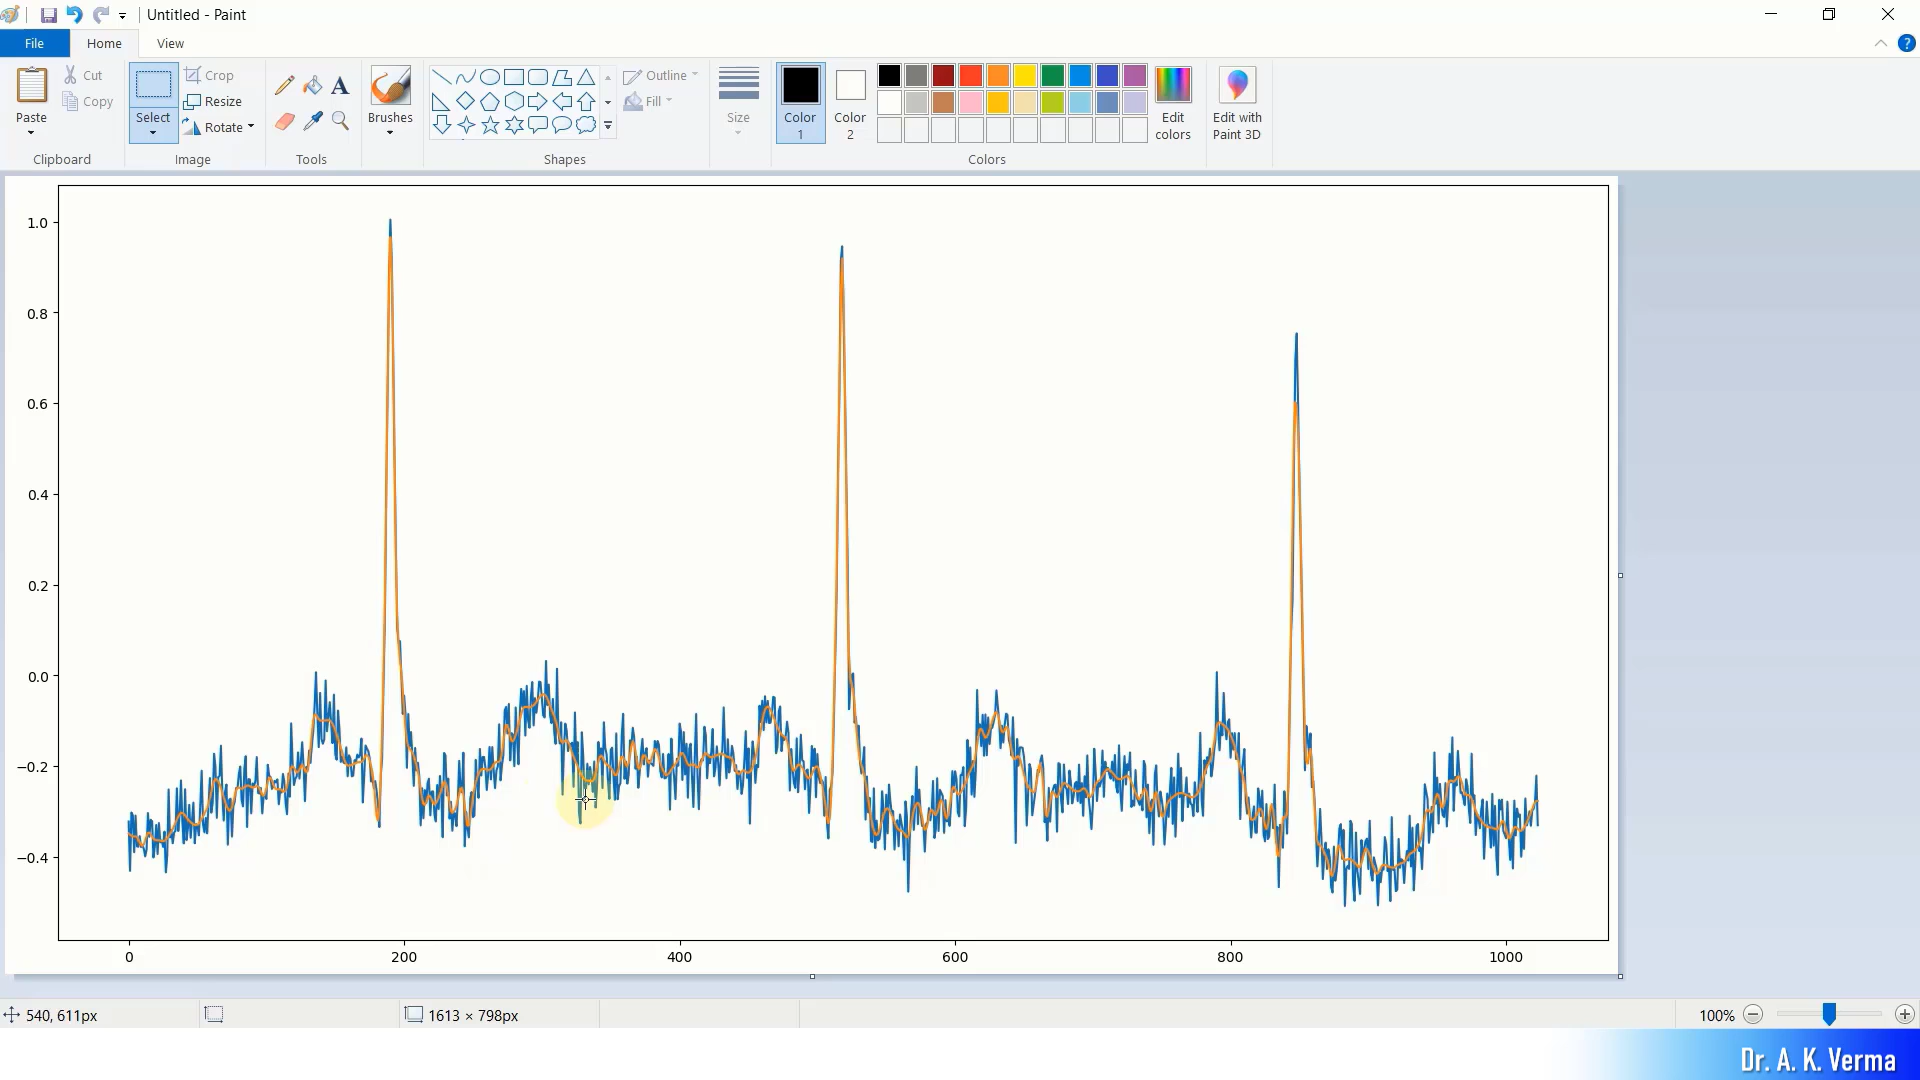 Untitled - Paint
File Home View
Paste
Cut
Copy
Clipboard
Select
Crop
Resize
Rotate
Image
A
Tools
Brushes
Shapes
Outline
Fill
Size
Color 1
Color 2
Colors
Edit colors
Edit with Paint 3D
?
1.0
0.8
0.6
0.4
0.2
0.0
−0.2
−0.4
0 200 400 600 800 1000
540, 611px
1613 × 798px
100%
Dr. A. K. Verma